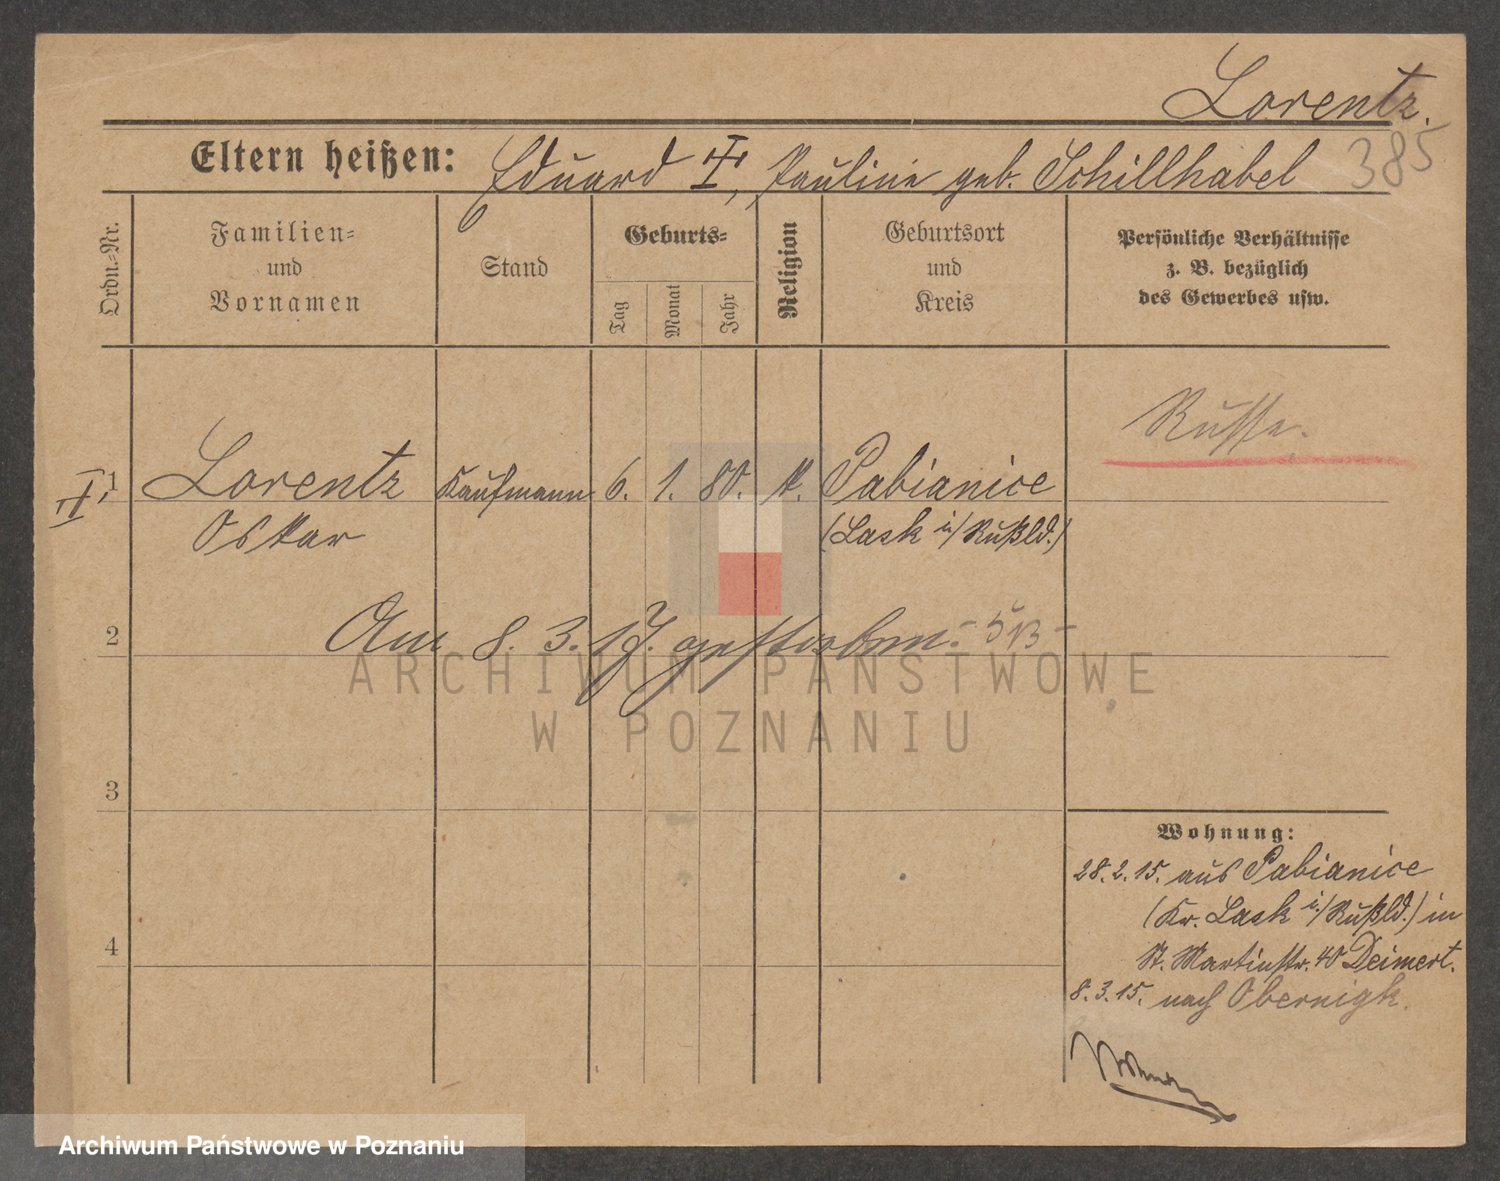 Lorentz.
385
Eltern heißen: Eduard †, Pauline geb. Schillhabel
Ordn.-Nr.
Familien-
und
Vornamen
Stand
Geburts-
Tag
Monat
Jahr
Religion
Geburtsort
und
Kreis
Persönliche Verhältnisse
z. B. bezüglich
des Gewerbes usw.
Russe.
1 Lorentz Kaufmann 6. 1. 80. k. Pabianice
†
Oskar (Lask i/Rußld.)
2 Am 8. 3. 17. gestorben.
3
Wohnung:
28.2.15. aus Pabianice
(Kr. Lask i./Rußld.) in
St. Martinstr. 40 Deimert.
8.3.15. nach Obernigk.
4
ARCHIWUM PAŃSTWOWE
W POZNANIU
Archiwum Państwowe w Poznaniu